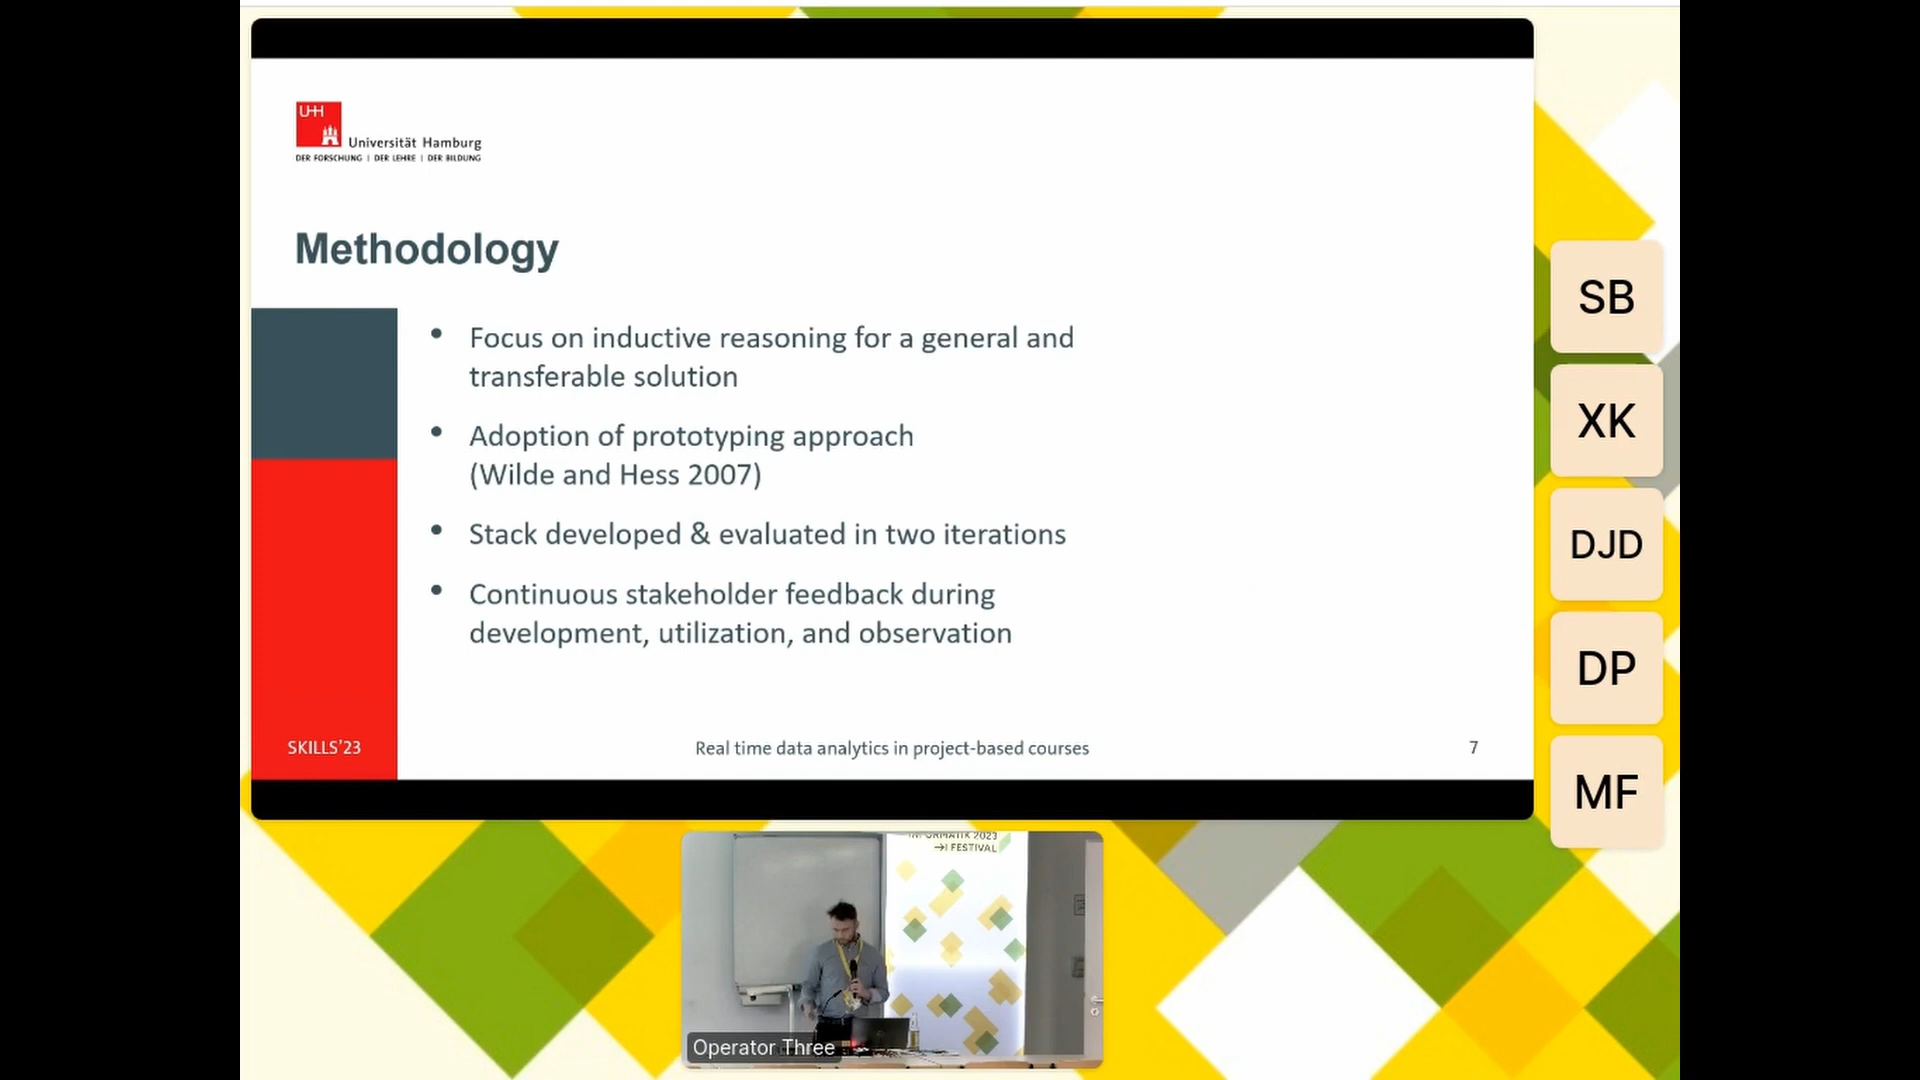 UHH
Universität Hamburg
DER FORSCHUNG | DER LEHRE | DER BILDUNG
Methodology
• Focus on inductive reasoning for a general and
transferable solution
• Adoption of prototyping approach
(Wilde and Hess 2007)
• Stack developed & evaluated in two iterations
• Continuous stakeholder feedback during
development, utilization, and observation
SKILLS'23
Real time data analytics in project-based courses
7
SB
XK
DJD
DP
MF
INFORMATIK 2023
→I FESTIVAL
Operator Three